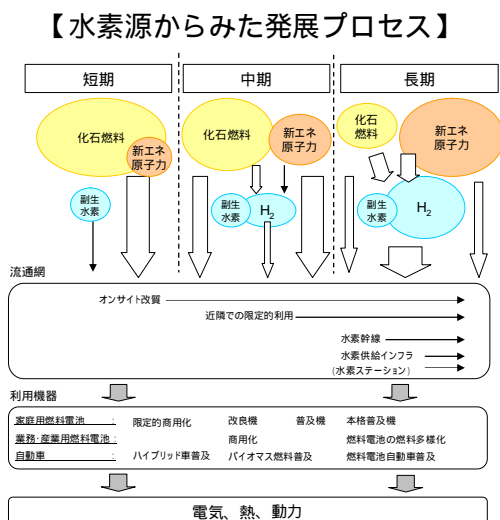 【水素源からみた発展プロセス】
短期
中期
長期
化石燃料
新エネ
原子力
副生
水素
化石燃料
新エネ
原子力
副生
水素
H2
化石
燃料
新エネ
原子力
副生
水素
H2
流通網
オンサイト改質
近隣での限定的利用
水素幹線
水素供給インフラ
(水素ステーション)
利用機器
家庭用燃料電池 : 限定的商用化 改良機 普及機 本格普及機
業務・産業用燃料電池 : 商用化 燃料電池の燃料多様化
自動車 : ハイブリッド車普及 バイオマス燃料普及 燃料電池自動車普及
電気、熱、動力